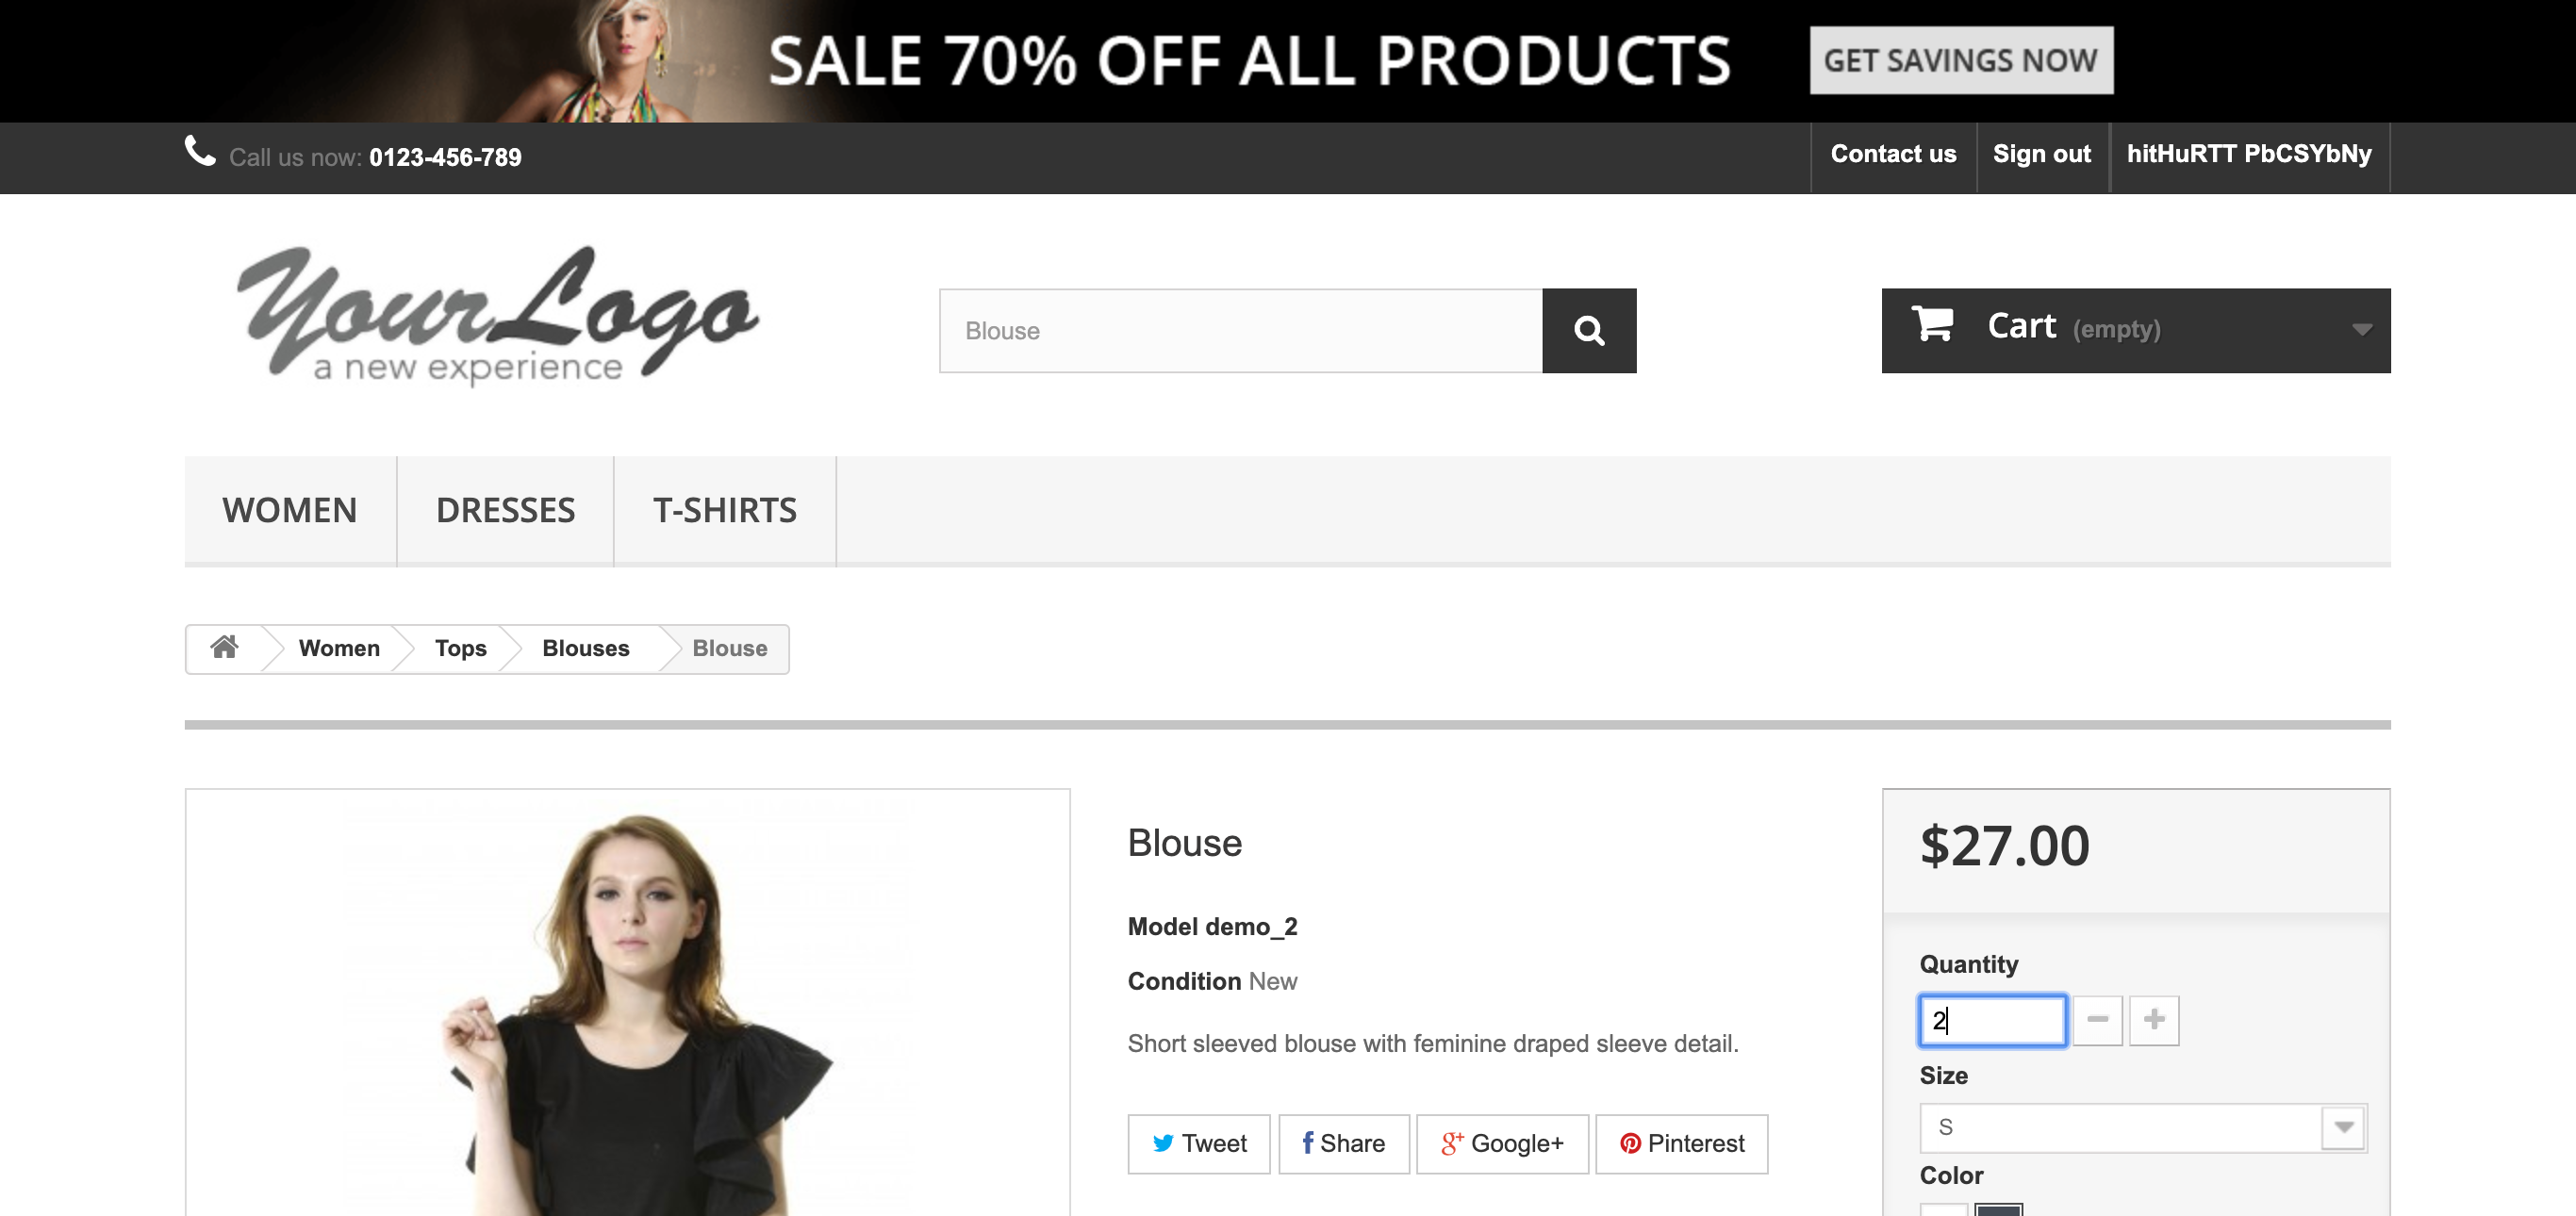 SALE 70% OFF ALL PRODUCTS GET SAVINGS NOW
Call us now: 0123-456-789 Contact us Sign out hitHuRTT PbCSYbNy
Your Logo
a new experience
Blouse
Cart (empty)
WOMEN DRESSES T-SHIRTS
Women Tops Blouses Blouse
Blouse
Model demo_2
Condition New
Short sleeved blouse with feminine draped sleeve detail.
Tweet Share Google+ Pinterest
$27.00
Quantity
2
Size
S
Color